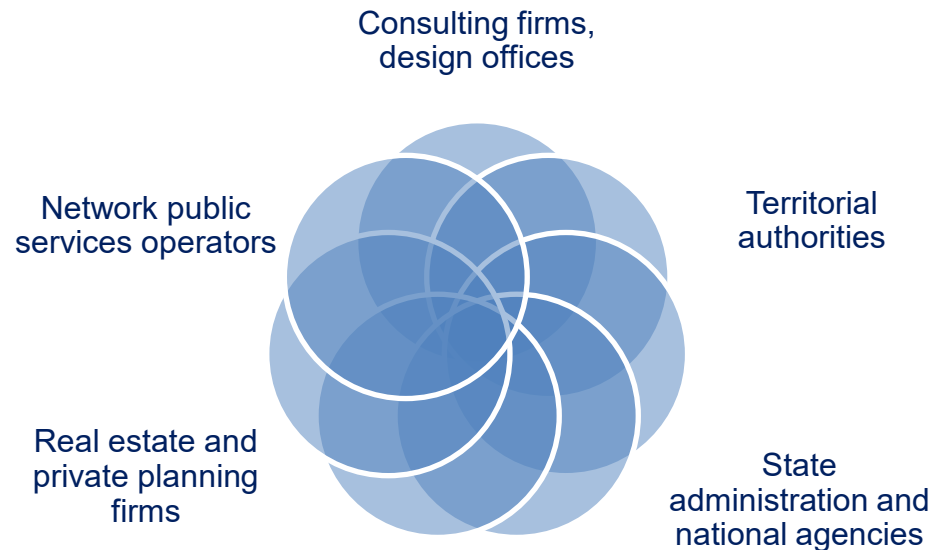 Consulting firms,
design offices
Network public
services operators
Territorial
authorities
Real estate and
private planning
firms
State
administration and
national agencies